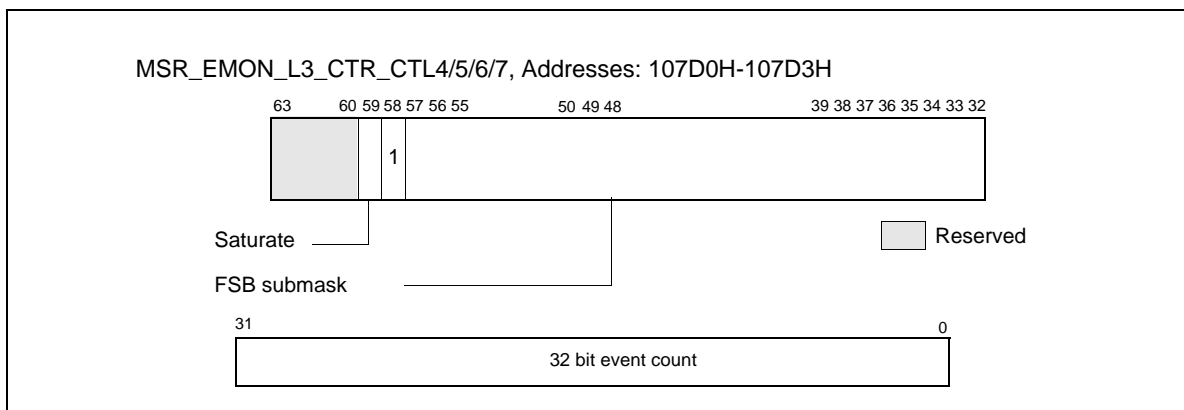 MSR_EMON_L3_CTR_CTL4/5/6/7, Addresses: 107D0H-107D3H
63 60 59 58 57 56 55 50 49 48 39 38 37 36 35 34 33 32
1
Saturate
Reserved
FSB submask
31 0
32 bit event count